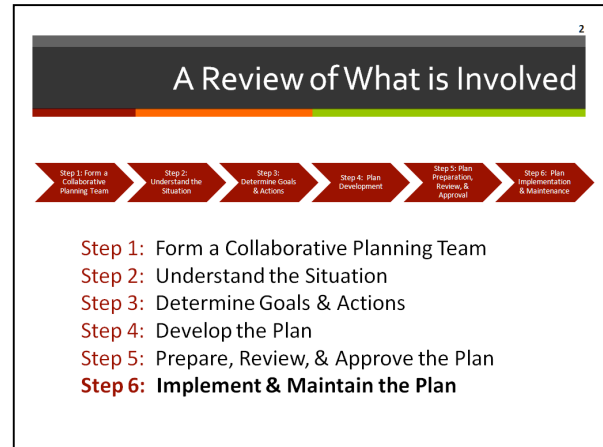 2
A Review of What is Involved
Step 1: Form a
Collaborative
Planning Team
Step 2:
Understand the
Situation
Step 3:
Determine Goals
& Actions
Step 4: Plan
Development
Step 5: Plan
Preparation,
Review, &
Approval
Step 6: Plan
Implementation
& Maintenance
Step 1: Form a Collaborative Planning Team
Step 2: Understand the Situation
Step 3: Determine Goals & Actions
Step 4: Develop the Plan
Step 5: Prepare, Review, & Approve the Plan
Step 6: Implement & Maintain the Plan